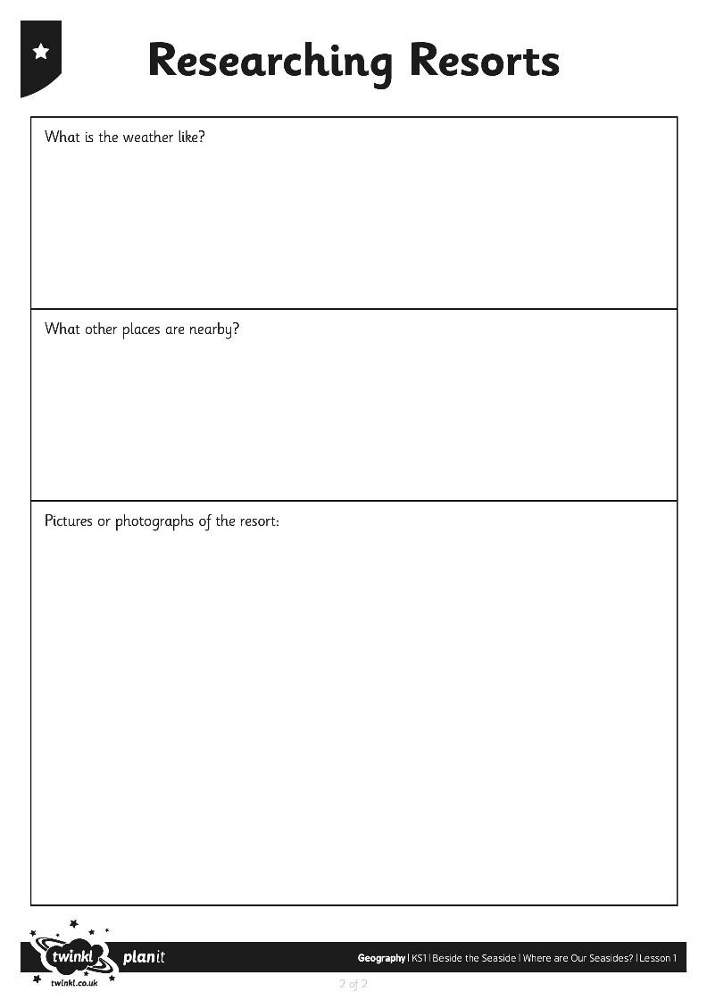 Researching Resorts
What is the weather like?
What other places are nearby?
Pictures or photographs of the resort:
twinkl planit
twinkl.co.uk
Geography | KS1 | Beside the Seaside | Where are Our Seasides? | Lesson 1
2 of 2